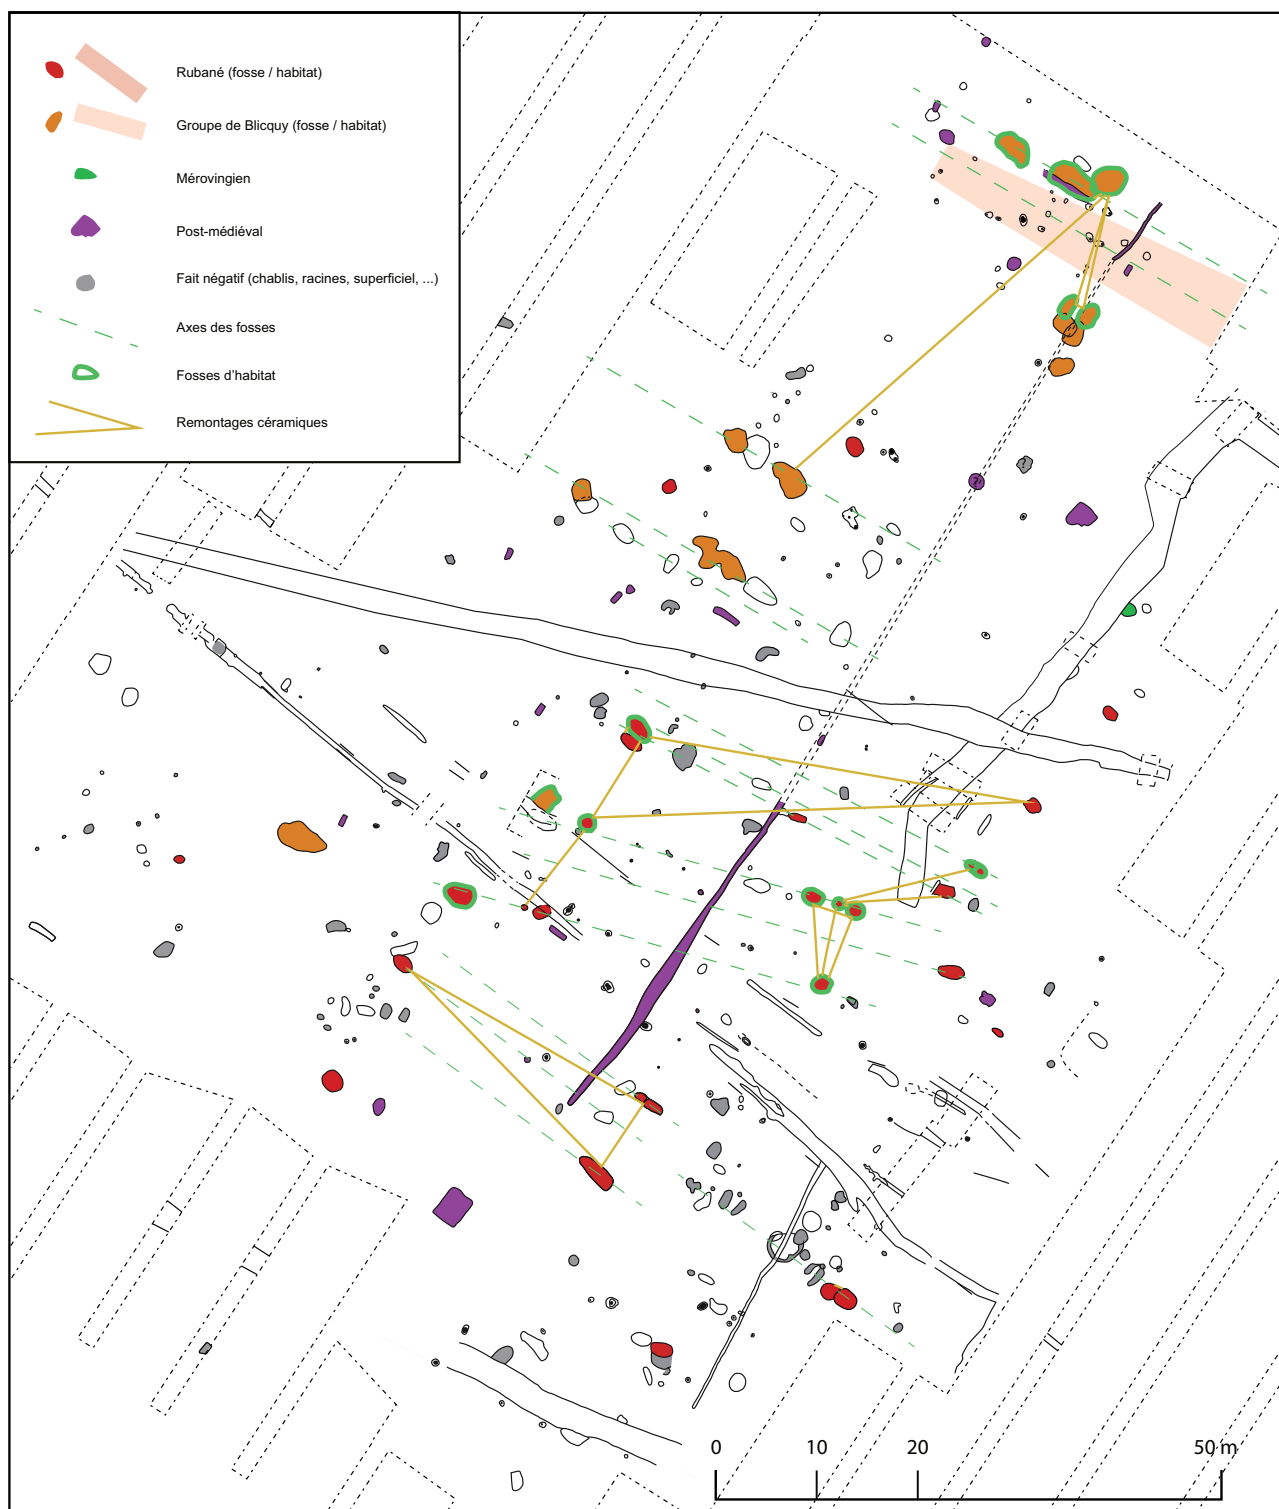 Rubané (fosse / habitat)
Groupe de Blicquy (fosse / habitat)
Mérovingien
Post-médiéval
Fait négatif (chablis, racines, superficiel, ...)
Axes des fosses
Fosses d'habitat
Remontages céramiques
?
?
0 10 20 50 m